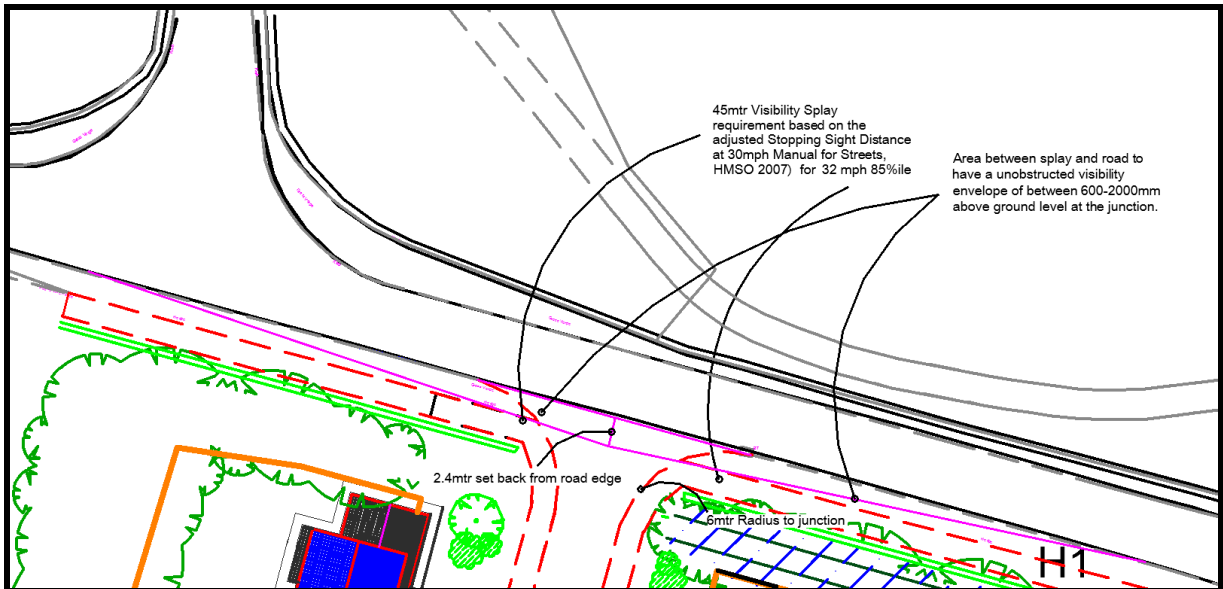 45mtr Visibility Splay
requirement based on the
adjusted Stopping Sight Distance
at 30mph Manual for Streets,
HMSO 2007) for 32 mph 85%ile
Area between splay and road to
have a unobstructed visibility
envelope of between 600-2000mm
above ground level at the junction.
2.4mtr set back from road edge
6mtr Radius to junction
H1